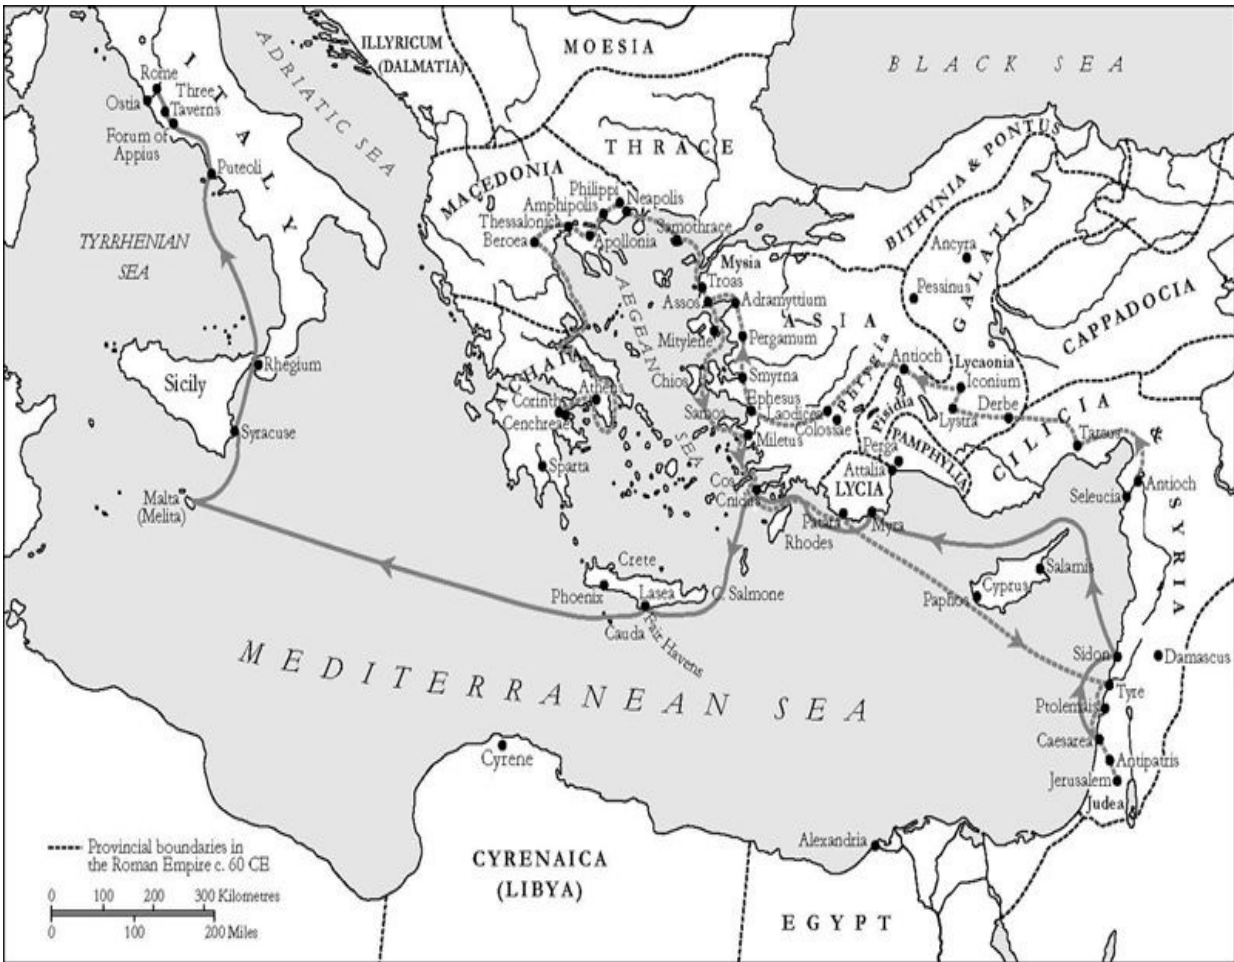 ILLYRICUM
(DALMATIA)
MOESIA
BLACK SEA
ADRIATIC SEA
ITALY
Rome
Three
Taverns
Ostia
Forum of
Appius
Puteoli
THRACE
MACEDONIA
Philippi
Neapolis
Amphipolis
Thessalonica
Beroea
Apollonia
Samothrace
BITHYNIA & PONTUS
GALATIA
Ancyra
Pessinus
CAPPADOCIA
TYRRHENIAN
SEA
Mysia
Troas
Assos
Adramyttium
AEGEAN
SEA
Mitylene
ASIA
Pergamum
Phrygia
Antioch
Lycaonia
Iconium
Rhegium
Sicily
ACHAIA
Athens
Corinth
Cenchreae
Chios
Smyrna
Ephesus
Samos
Laodicea
Colossae
Pisidia
Lystra
Derbe
CILICIA
Tarsus
Syracuse
Miletus
Perga
PAMPHYLIA
Sparta
Attalia
LYCIA
Seleucia
Antioch
SYRIA
Malta
(Melita)
Cos
Cnidus
Patara
Myra
Rhodes
Crete
Salamis
Cyprus
Paphos
Phoenix
Lasea
C. Salmone
Cauda
Fair Havens
Sidon
Damascus
MEDITERRANEAN SEA
Tyre
Ptolemais
Cyrene
Caesarea
Antipatris
Jerusalem
Judea
Alexandria
Provincial boundaries in
the Roman Empire c. 60 CE
0 100 200 300 Kilometres
0 100 200 Miles
CYRENAICA
(LIBYA)
EGYPT